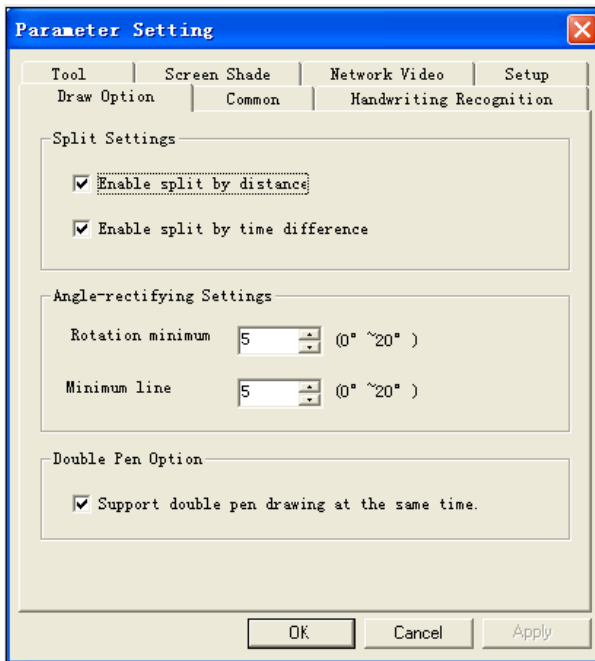 Parameter Setting
Tool Screen Shade Network Video Setup
Draw Option Common Handwriting Recognition
Split Settings
Enable split by distance
Enable split by time difference
Angle-rectifying Settings
Rotation minimum 5 (0° ~20° )
Minimum line 5 (0° ~20° )
Double Pen Option
Support double pen drawing at the same time.
OK Cancel Apply